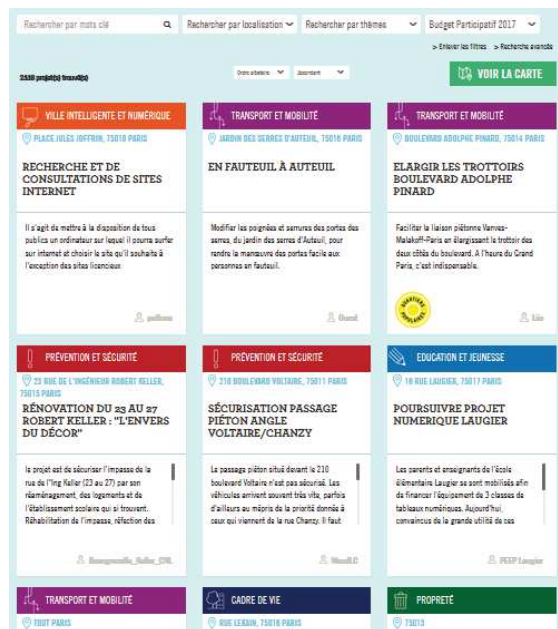 Rechercher par mots clé Rechercher par localisation Rechercher par thèmes Budget Participatif 2017
> Enlever les filtres > Recherche avancée
2516 projet(s) trouvé(s) Ordre aléatoire Ascendant VOIR LA CARTE
VILLE INTELLIGENTE ET NUMÉRIQUE
PLACE JULES JOFFRIN, 75018 PARIS
RECHERCHE ET DE
CONSULTATIONS DE SITES
INTERNET
Il s'agit de mettre à la disposition de tous
publics un ordinateur sur lequel il pourra surfer
sur internet et choisir le site qu'il souhaite à
l'exception des sites licencieux
TRANSPORT ET MOBILITÉ
JARDIN DES SERRES D'AUTEUIL, 75016 PARIS
EN FAUTEUIL À AUTEUIL
Modifier les poignées et serrures des portes des
serres, du jardin des serres d'Auteuil, pour
rendre la manœuvre des portes facile aux
personnes en fauteuil.
TRANSPORT ET MOBILITÉ
BOULEVARD ADOLPHE PINARD, 75014 PARIS
ELARGIR LES TROTTOIRS
BOULEVARD ADOLPHE
PINARD
Faciliter la liaison piétonne Vanves-
Malakoff-Paris en élargissant le trottoir des
deux côtés du boulevard. A l'heure du Grand
Paris, c'est indispensable.
QUARTIERS
POPULAIRES
Léo
PRÉVENTION ET SÉCURITÉ
23 RUE DE L'INGÉNIEUR ROBERT KELLER,
75015 PARIS
RÉNOVATION DU 23 AU 27
ROBERT KELLER : "L'ENVERS
DU DÉCOR"
le projet est de sécuriser l'impasse de la
rue de l'Ing Keller (23 au 27) par son
réaménagement, des logements et de
l'établissement scolaire qui si trouvent.
Réhabilitation de l'impasse, réfection des
PRÉVENTION ET SÉCURITÉ
210 BOULEVARD VOLTAIRE, 75011 PARIS
SÉCURISATION PASSAGE
PIÉTON ANGLE
VOLTAIRE/CHANZY
Le passage piéton situé devant le 210
boulevard Voltaire n'est pas sécurisé. Les
véhicules arrivent souvent très vite, parfois
d'ailleurs au mépris de la priorité donnée à
ceux qui viennent de la rue Chanzy. Il faut
EDUCATION ET JEUNESSE
16 RUE LAUGIER, 75017 PARIS
POURSUIVRE PROJET
NUMERIQUE LAUGIER
Les parents et enseignants de l'école
élémentaire Laugier se sont mobilisés afin
de financer l'équipement de 3 classes de
tableaux numériques. Aujourd'hui,
convaincus de la grande utilité de ces
PEEP Laugier
TRANSPORT ET MOBILITÉ
TOUT PARIS
CADRE DE VIE
RUE LEKAIN, 75016 PARIS
PROPRETÉ
75013